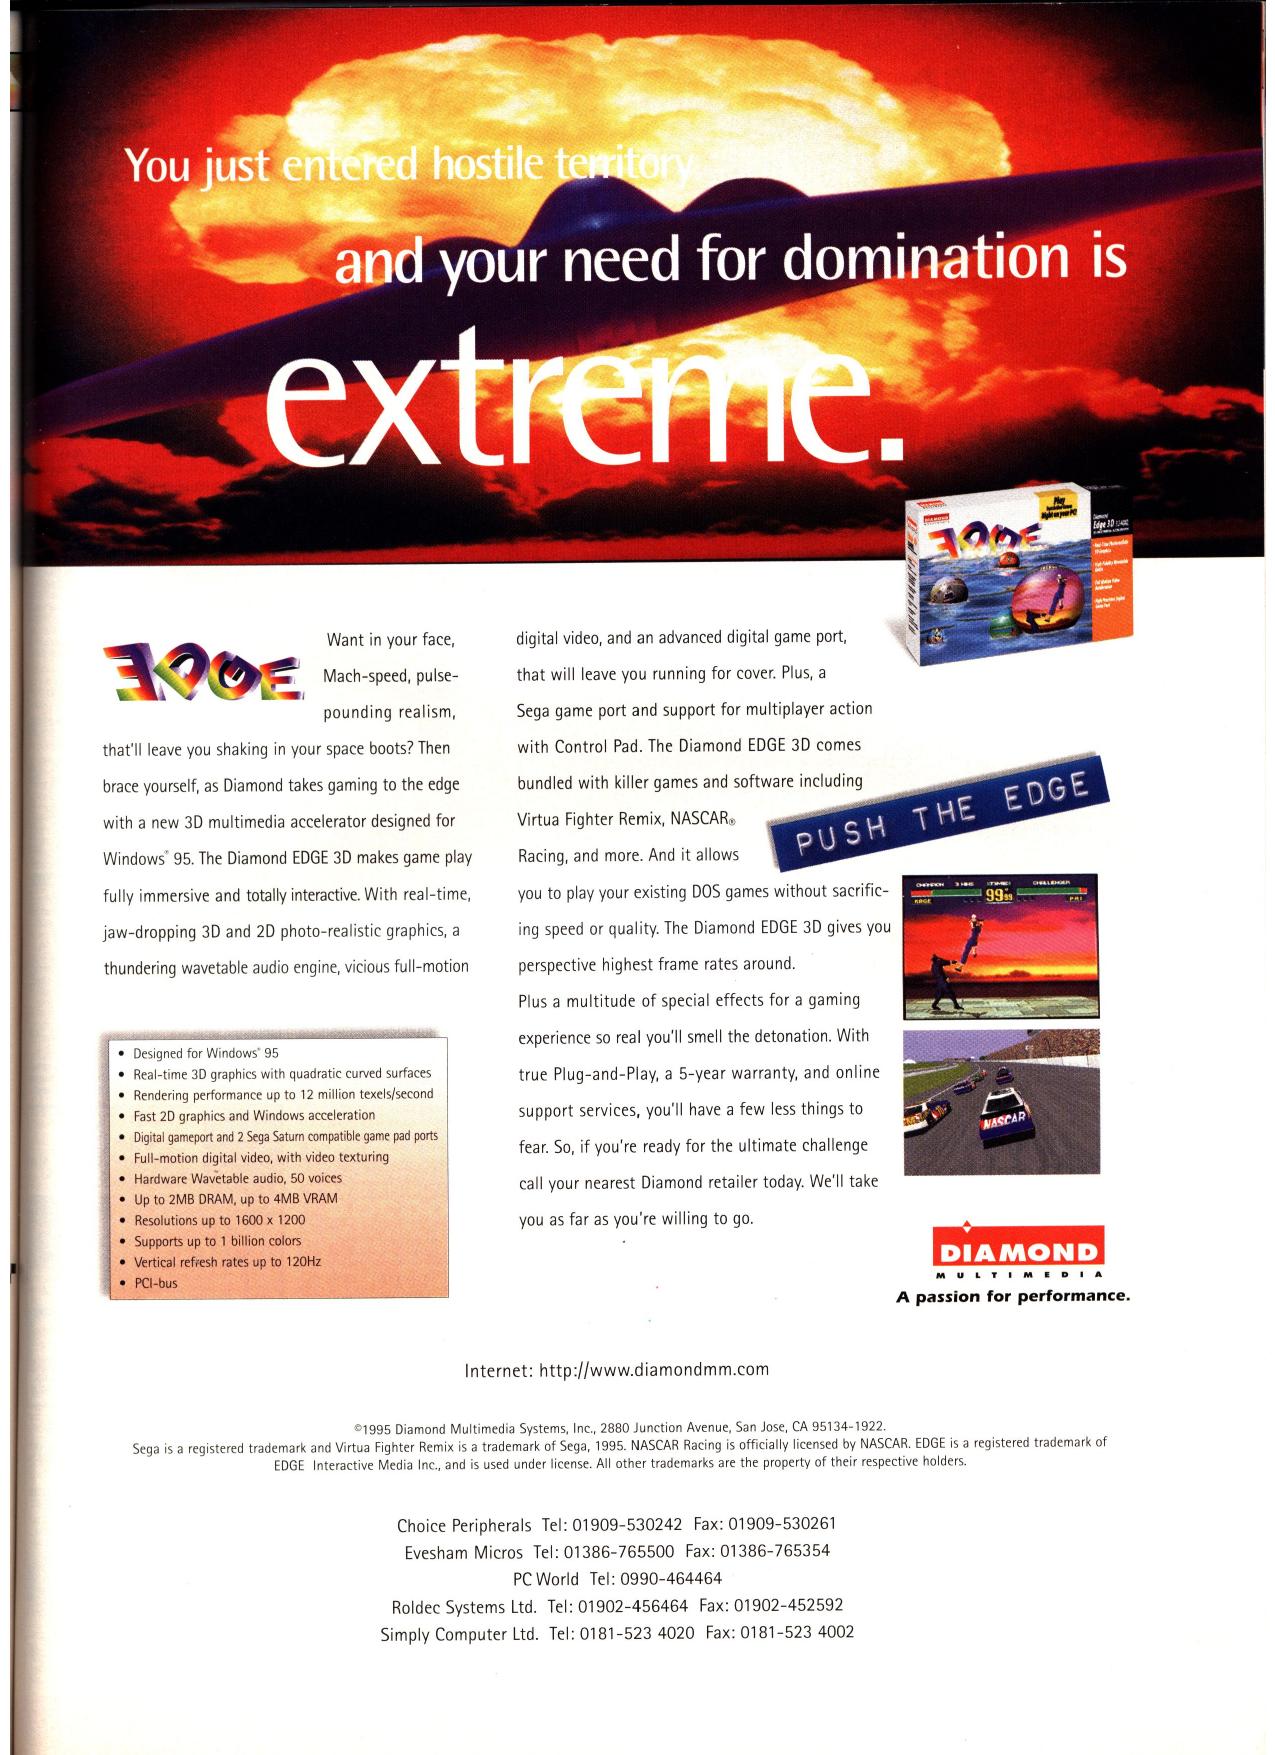 You just entered hostile territory
and your need for domination is
extreme.
DIAMOND
EDGE
Play
Right on your PC!
Diamond
Edge 3D
EDGE
Want in your face,
Mach-speed, pulse-
pounding realism,
that'll leave you shaking in your space boots? Then
brace yourself, as Diamond takes gaming to the edge
with a new 3D multimedia accelerator designed for
Windows® 95. The Diamond EDGE 3D makes game play
fully immersive and totally interactive. With real-time,
jaw-dropping 3D and 2D photo-realistic graphics, a
thundering wavetable audio engine, vicious full-motion
digital video, and an advanced digital game port,
that will leave you running for cover. Plus, a
Sega game port and support for multiplayer action
with Control Pad. The Diamond EDGE 3D comes
bundled with killer games and software including
Virtua Fighter Remix, NASCAR®
Racing, and more. And it allows
you to play your existing DOS games without sacrific-
ing speed or quality. The Diamond EDGE 3D gives you
perspective highest frame rates around.
Plus a multitude of special effects for a gaming
experience so real you'll smell the detonation. With
true Plug-and-Play, a 5-year warranty, and online
support services, you'll have a few less things to
fear. So, if you're ready for the ultimate challenge
call your nearest Diamond retailer today. We'll take
you as far as you're willing to go.
PUSH THE EDGE
CHAMPION 3 WINS CHALLENGER
99
KAGE PAI
NASCAR
• Designed for Windows® 95
• Real-time 3D graphics with quadratic curved surfaces
• Rendering performance up to 12 million texels/second
• Fast 2D graphics and Windows acceleration
• Digital gameport and 2 Sega Saturn compatible game pad ports
• Full-motion digital video, with video texturing
• Hardware Wavetable audio, 50 voices
• Up to 2MB DRAM, up to 4MB VRAM
• Resolutions up to 1600 x 1200
• Supports up to 1 billion colors
• Vertical refresh rates up to 120Hz
• PCI-bus
DIAMOND
MULTIMEDIA
A passion for performance.
Internet: http://www.diamondmm.com
©1995 Diamond Multimedia Systems, Inc., 2880 Junction Avenue, San Jose, CA 95134-1922.
Sega is a registered trademark and Virtua Fighter Remix is a trademark of Sega, 1995. NASCAR Racing is officially licensed by NASCAR. EDGE is a registered trademark of
EDGE Interactive Media Inc., and is used under license. All other trademarks are the property of their respective holders.
Choice Peripherals Tel: 01909-530242 Fax: 01909-530261
Evesham Micros Tel: 01386-765500 Fax: 01386-765354
PC World Tel: 0990-464464
Roldec Systems Ltd. Tel: 01902-456464 Fax: 01902-452592
Simply Computer Ltd. Tel: 0181-523 4020 Fax: 0181-523 4002